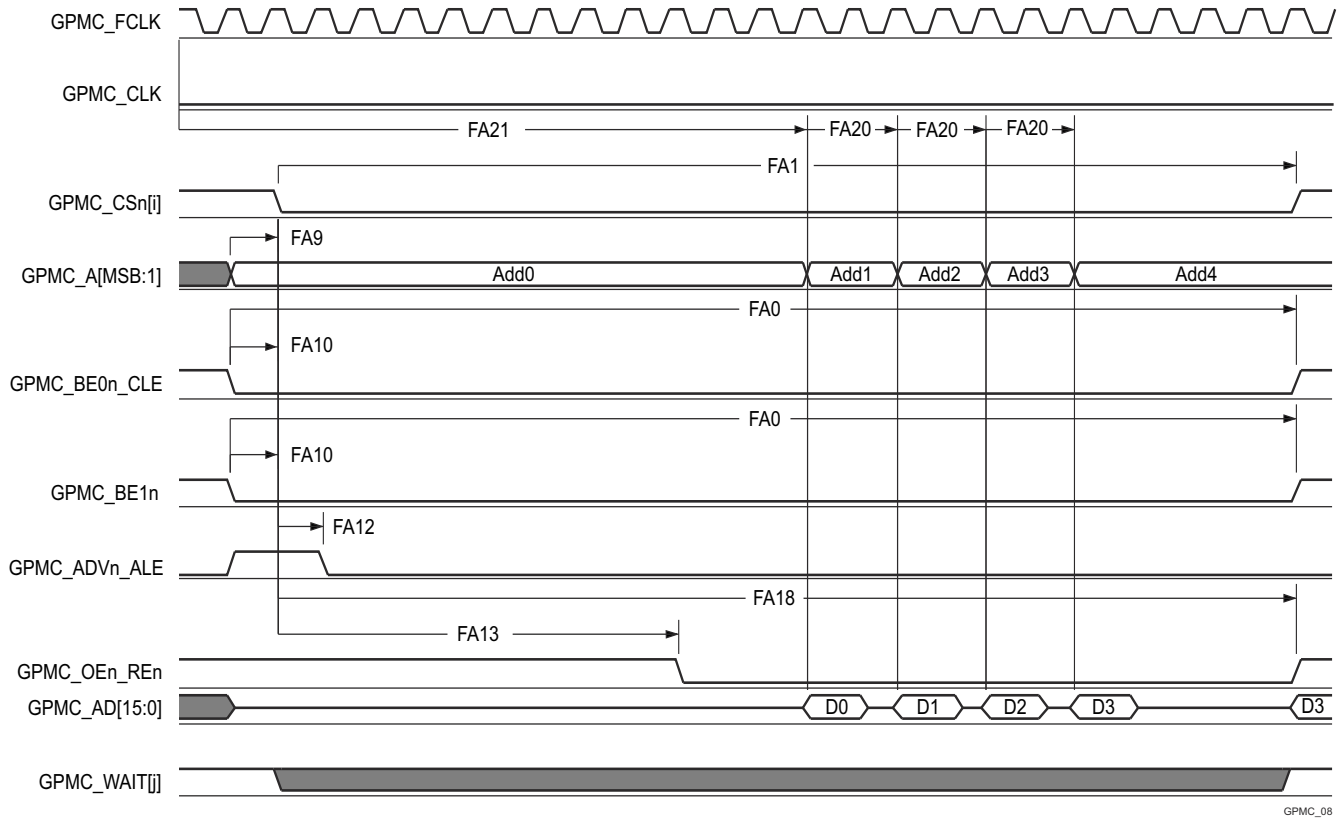 GPMC_FCLK
GPMC_CLK
FA21 FA20 FA20 FA20
FA1
GPMC_CSn[i]
FA9
GPMC_A[MSB:1] Add0 Add1 Add2 Add3 Add4
FA0
FA10
GPMC_BE0n_CLE
FA0
FA10
GPMC_BE1n
FA12
GPMC_ADVn_ALE
FA18
FA13
GPMC_OEn_REn
GPMC_AD[15:0] D0 D1 D2 D3 D3
GPMC_WAIT[j]
GPMC_08